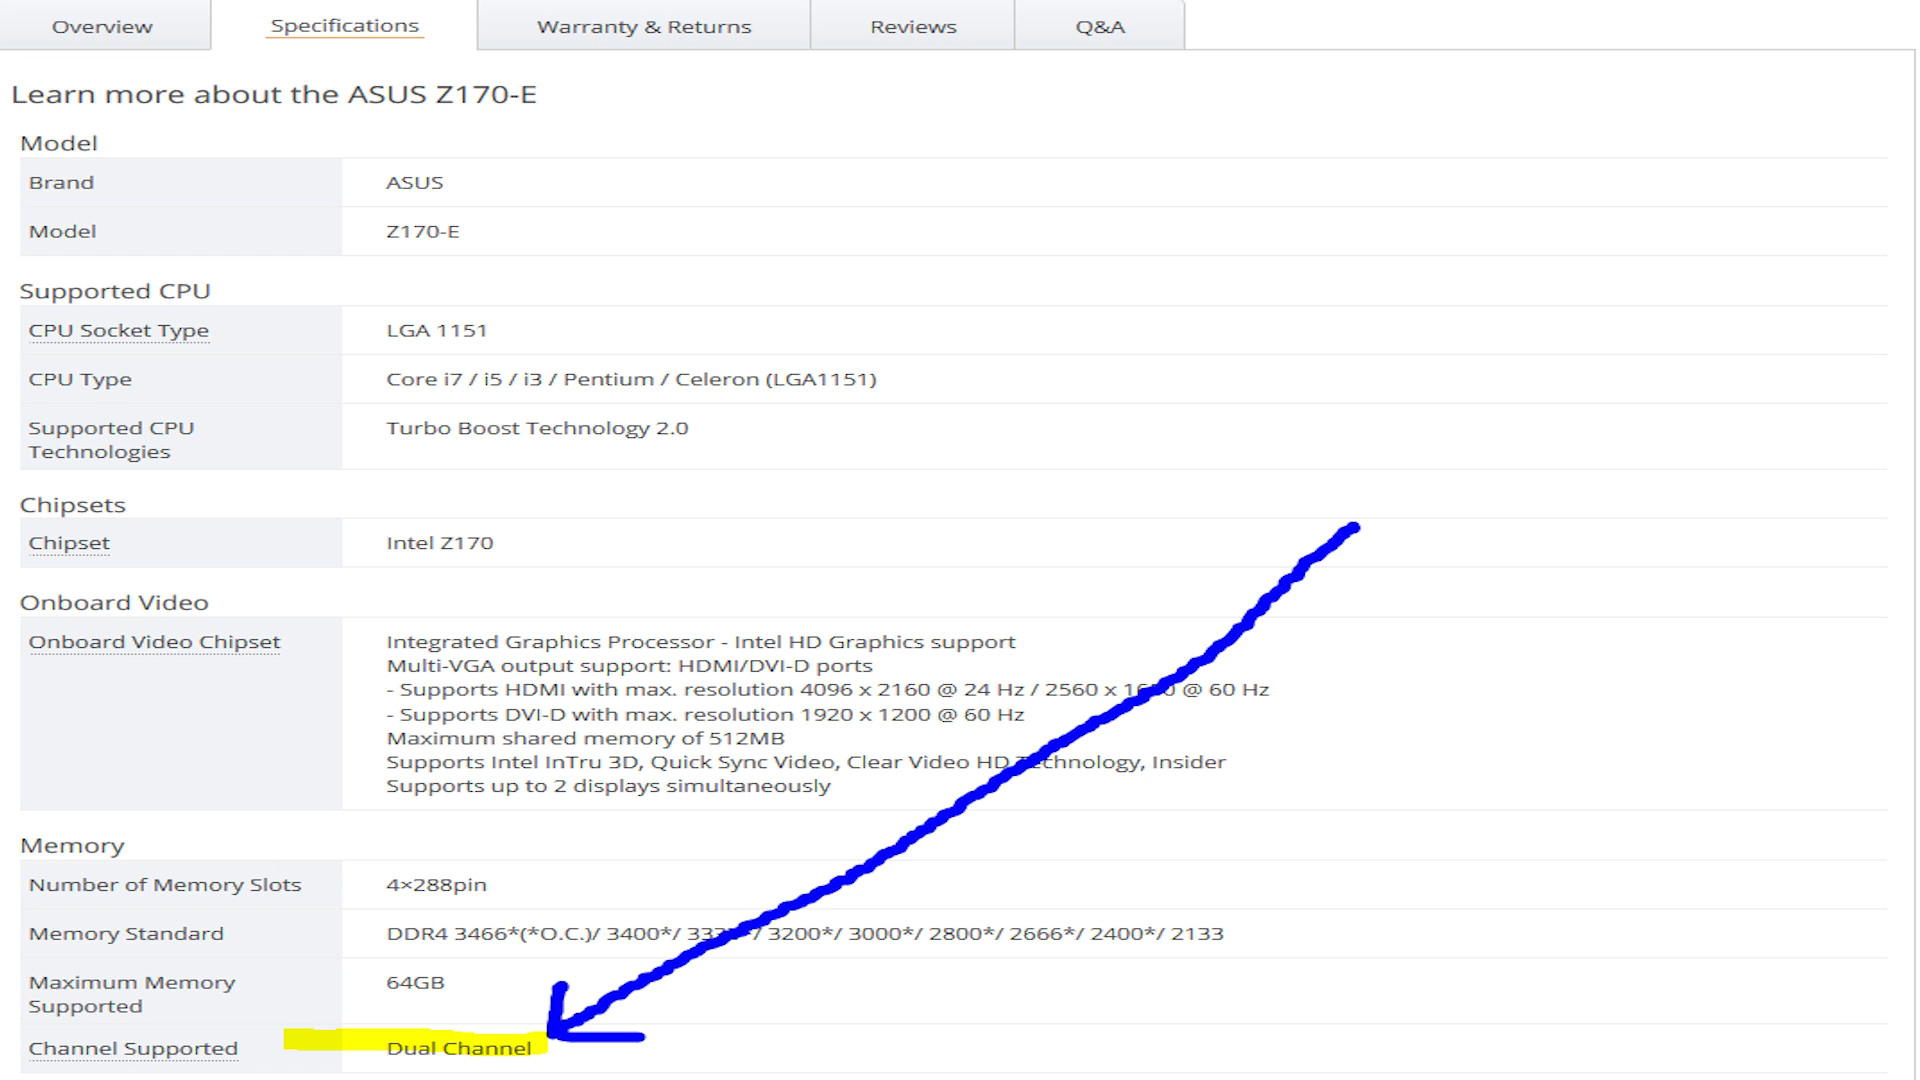 Overview Specifications Warranty & Returns Reviews Q&A
Learn more about the ASUS Z170-E
Model
Brand ASUS
Model Z170-E
Supported CPU
CPU Socket Type LGA 1151
CPU Type Core i7 / i5 / i3 / Pentium / Celeron (LGA1151)
Supported CPU Turbo Boost Technology 2.0
Technologies
Chipsets
Chipset Intel Z170
Onboard Video
Onboard Video Chipset Integrated Graphics Processor - Intel HD Graphics support
Multi-VGA output support: HDMI/DVI-D ports
- Supports HDMI with max. resolution 4096 x 2160 @ 24 Hz / 2560 x @ 60 Hz
- Supports DVI-D with max. resolution 1920 x 1200 @ 60 Hz
Maximum shared memory of 512MB
Supports Intel InTru 3D, Quick Sync Video, Clear Video HD Technology, Insider
Supports up to 2 displays simultaneously
Memory
Number of Memory Slots 4×288pin
Memory Standard DDR4 3466*(*O.C.)/ 3400*/ / 3200*/ 3000*/ 2800*/ 2666*/ 2400*/ 2133
Maximum Memory 64GB
Supported
Channel Supported Dual Channel